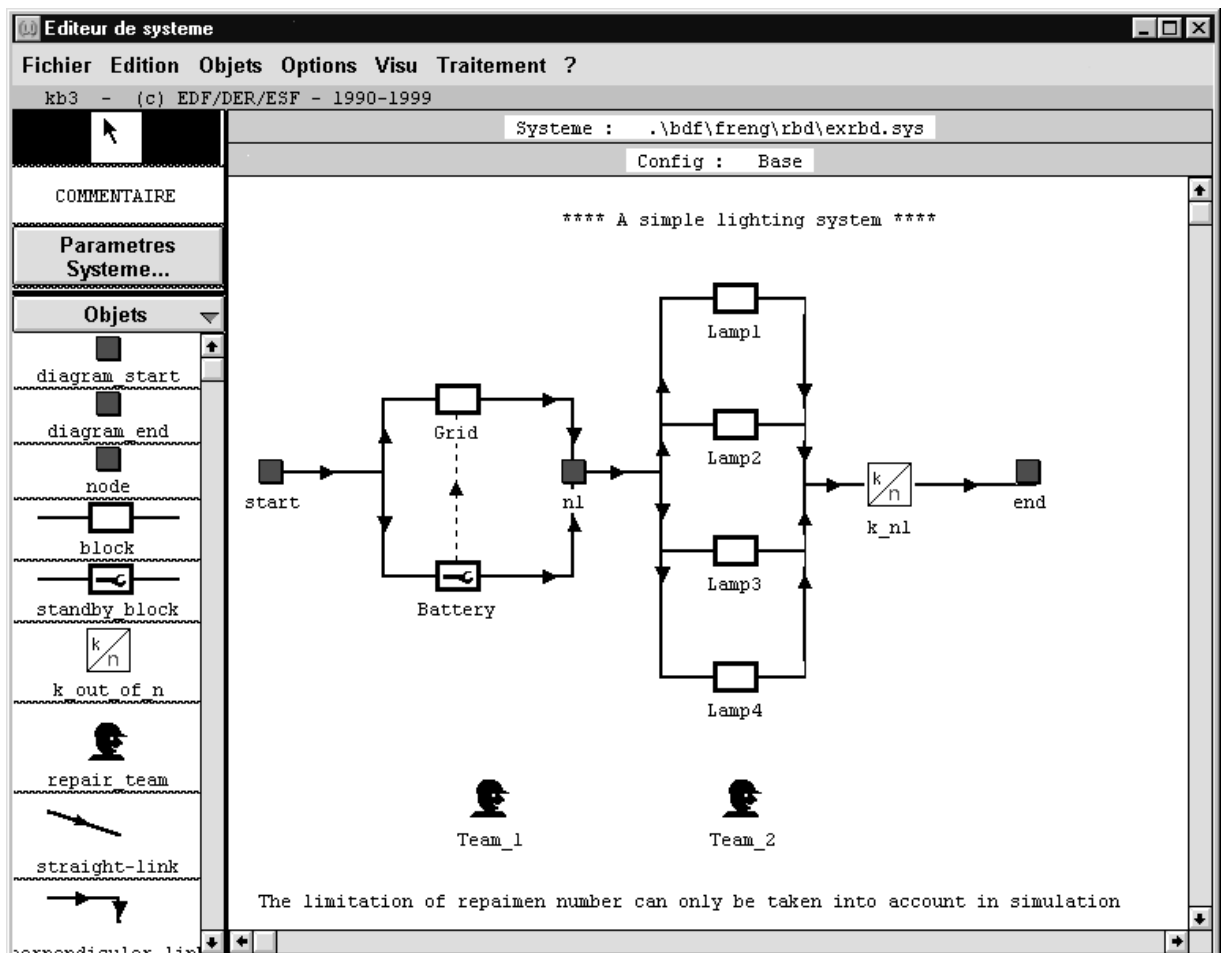 Editeur de systeme
Fichier Edition Objets Options Visu Traitement ?
kb3 - (c) EDF/DER/ESF - 1990-1999
Systeme : .\bdf\freng\rbd\exrbd.sys
Config : Base
COMMENTAIRE
Parametres
Systeme...
Objets
diagram_start
diagram_end
node
block
standby_block
k
n
k_out_of_n
repair_team
straight-link
perpendicular_link
**** A simple lighting system ****
Lamp1
Grid
Lamp2
start
n1
k
n
k_n1
end
Lamp3
Battery
Lamp4
Team_1
Team_2
The limitation of repaimen number can only be taken into account in simulation